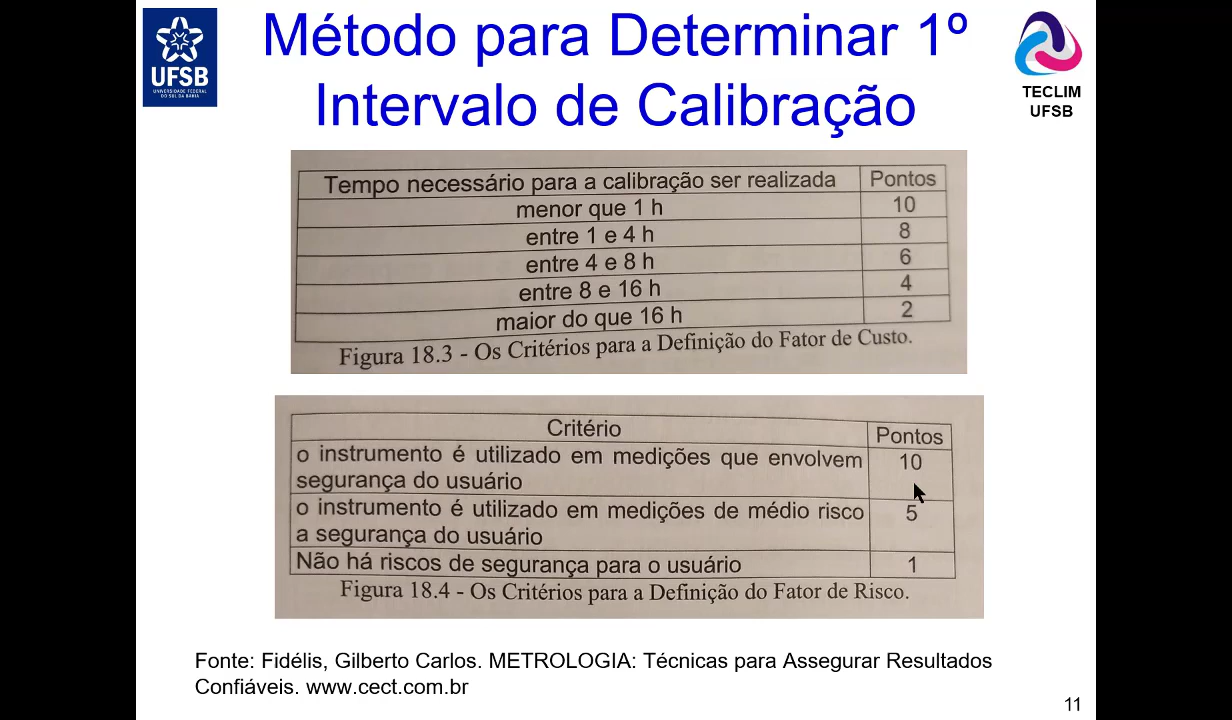 Método para Determinar 1º
Intervalo de Calibração
UFSB
UNIVERSIDADE FEDERAL
DO SUL DA BAHIA
TECLIM
UFSB
Tempo necessário para a calibração ser realizada Pontos
menor que 1 h 10
entre 1 e 4 h 8
entre 4 e 8 h 6
entre 8 e 16 h 4
maior do que 16 h 2
Figura 18.3 - Os Critérios para a Definição do Fator de Custo.
Critério Pontos
o instrumento é utilizado em medições que envolvem 10
segurança do usuário
o instrumento é utilizado em medições de médio risco 5
a segurança do usuário
Não há riscos de segurança para o usuário 1
Figura 18.4 - Os Critérios para a Definição do Fator de Risco.
Fonte: Fidélis, Gilberto Carlos. METROLOGIA: Técnicas para Assegurar Resultados
Confiáveis. www.cect.com.br
11